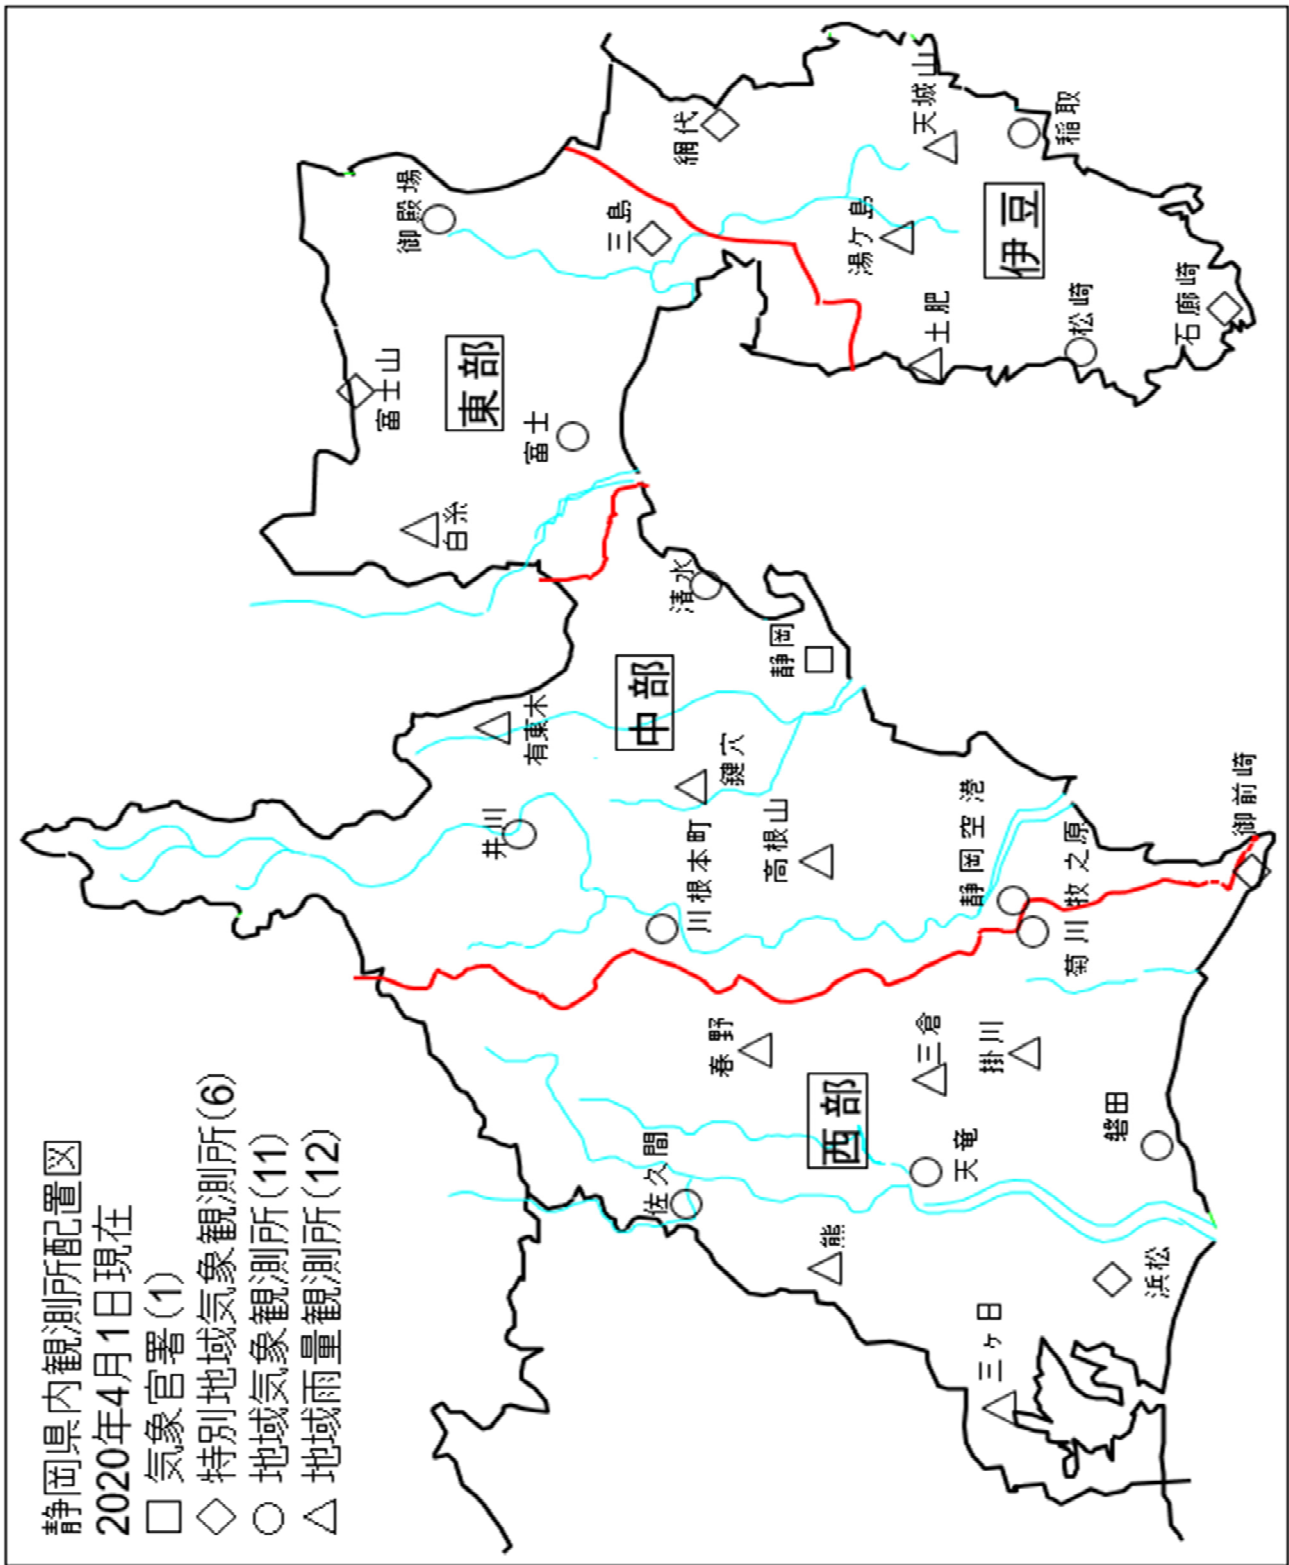 静岡県内観測所配置図
2020年4月1日現在
□ 気象官署(1)
◇ 特別地域気象観測所(6)
○ 地域気象観測所(11)
△ 地域雨量観測所(12)
井川
有東木
白糸
富士山
御殿場
東部
富士
三島
網代
佐久間
川根本町
鍵穴
中部
清水
静岡
春野
高根山
熊
西部
天竜
三倉
静岡空港
牧之原
菊川
掛川
三ヶ日
浜松
磐田
御前崎
土肥
湯ケ島
天城山
伊豆
稲取
松崎
石廊崎